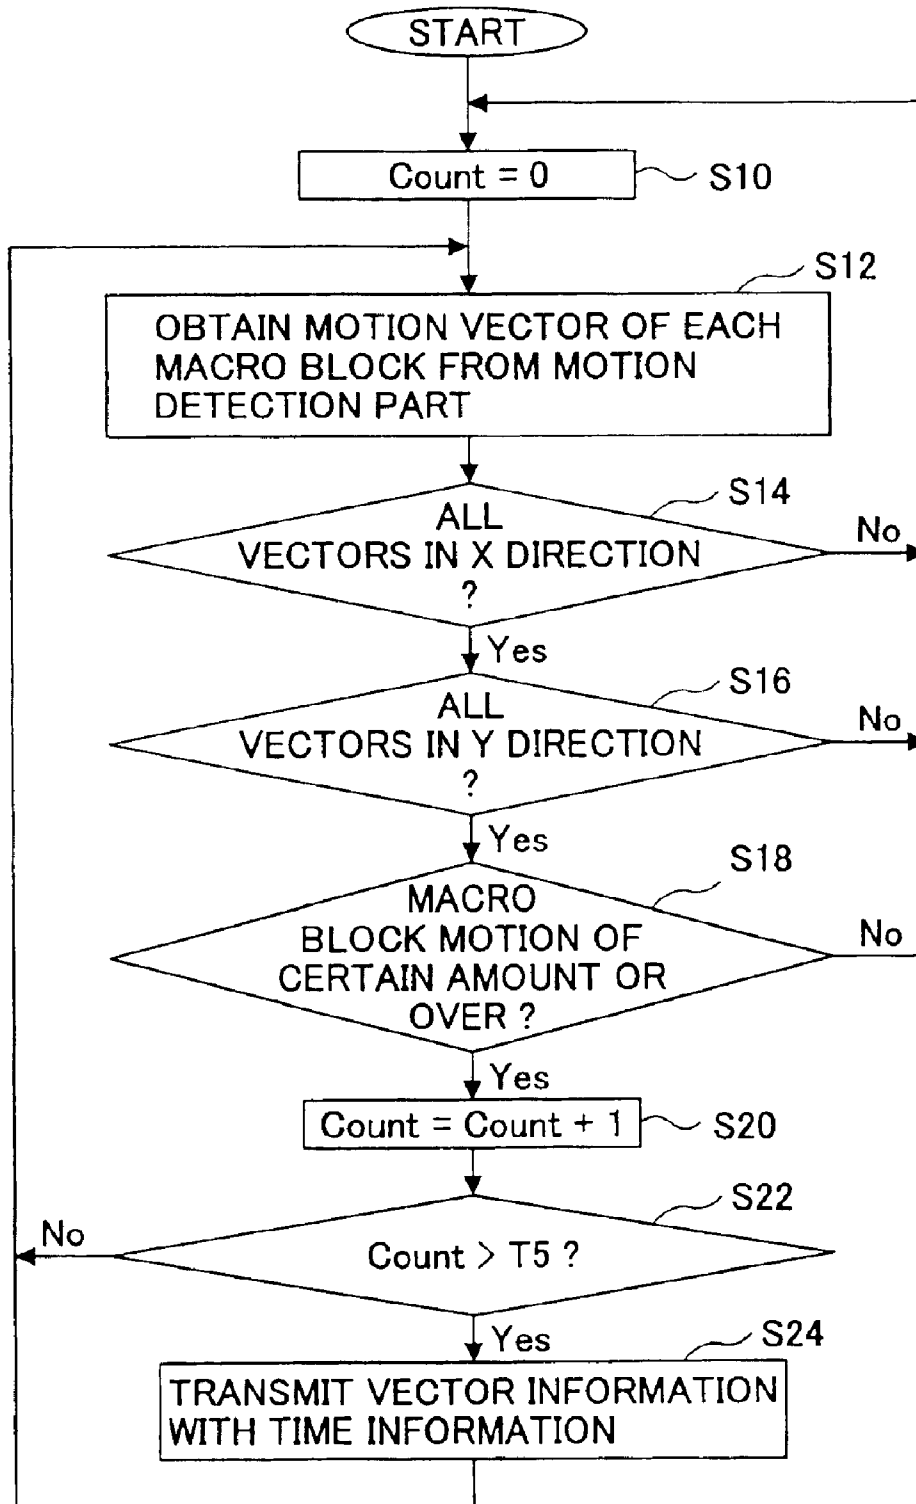 START
Count = 0
S10
S12
OBTAIN MOTION VECTOR OF EACH
MACRO BLOCK FROM MOTION
DETECTION PART
S14
ALL
VECTORS IN X DIRECTION
?
No
Yes
S16
ALL
VECTORS IN Y DIRECTION
?
No
Yes
S18
MACRO
BLOCK MOTION OF
CERTAIN AMOUNT OR
OVER ?
No
Yes
Count = Count + 1
S20
S22
No
Count > T5 ?
Yes
S24
TRANSMIT VECTOR INFORMATION
WITH TIME INFORMATION